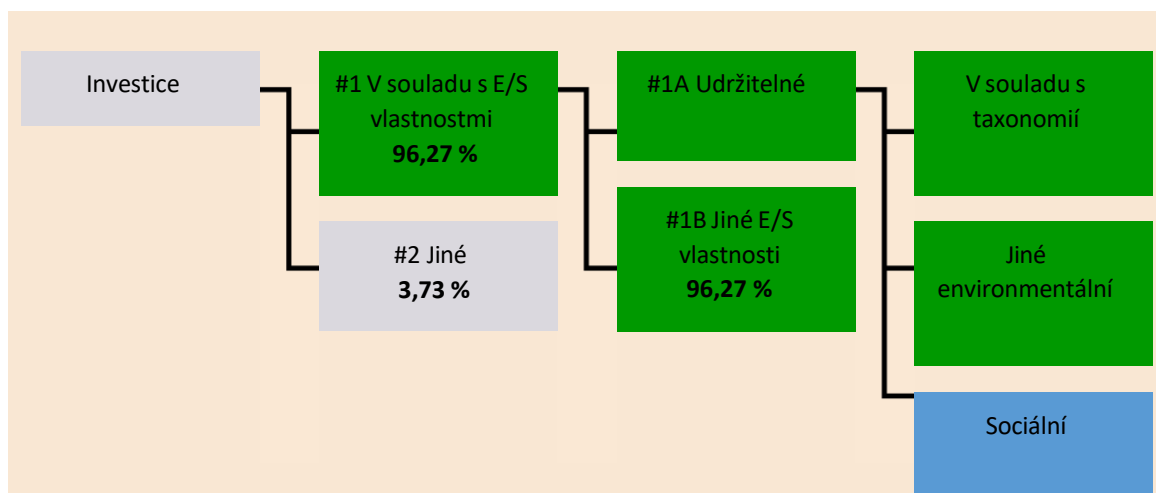 Investice
#1 V souladu s E/S
vlastnostmi
96,27 %
#2 Jiné
3,73 %
#1A Udržitelné
#1B Jiné E/S
vlastnosti
96,27 %
V souladu s
taxonomií
Jiné
environmentální
Sociální